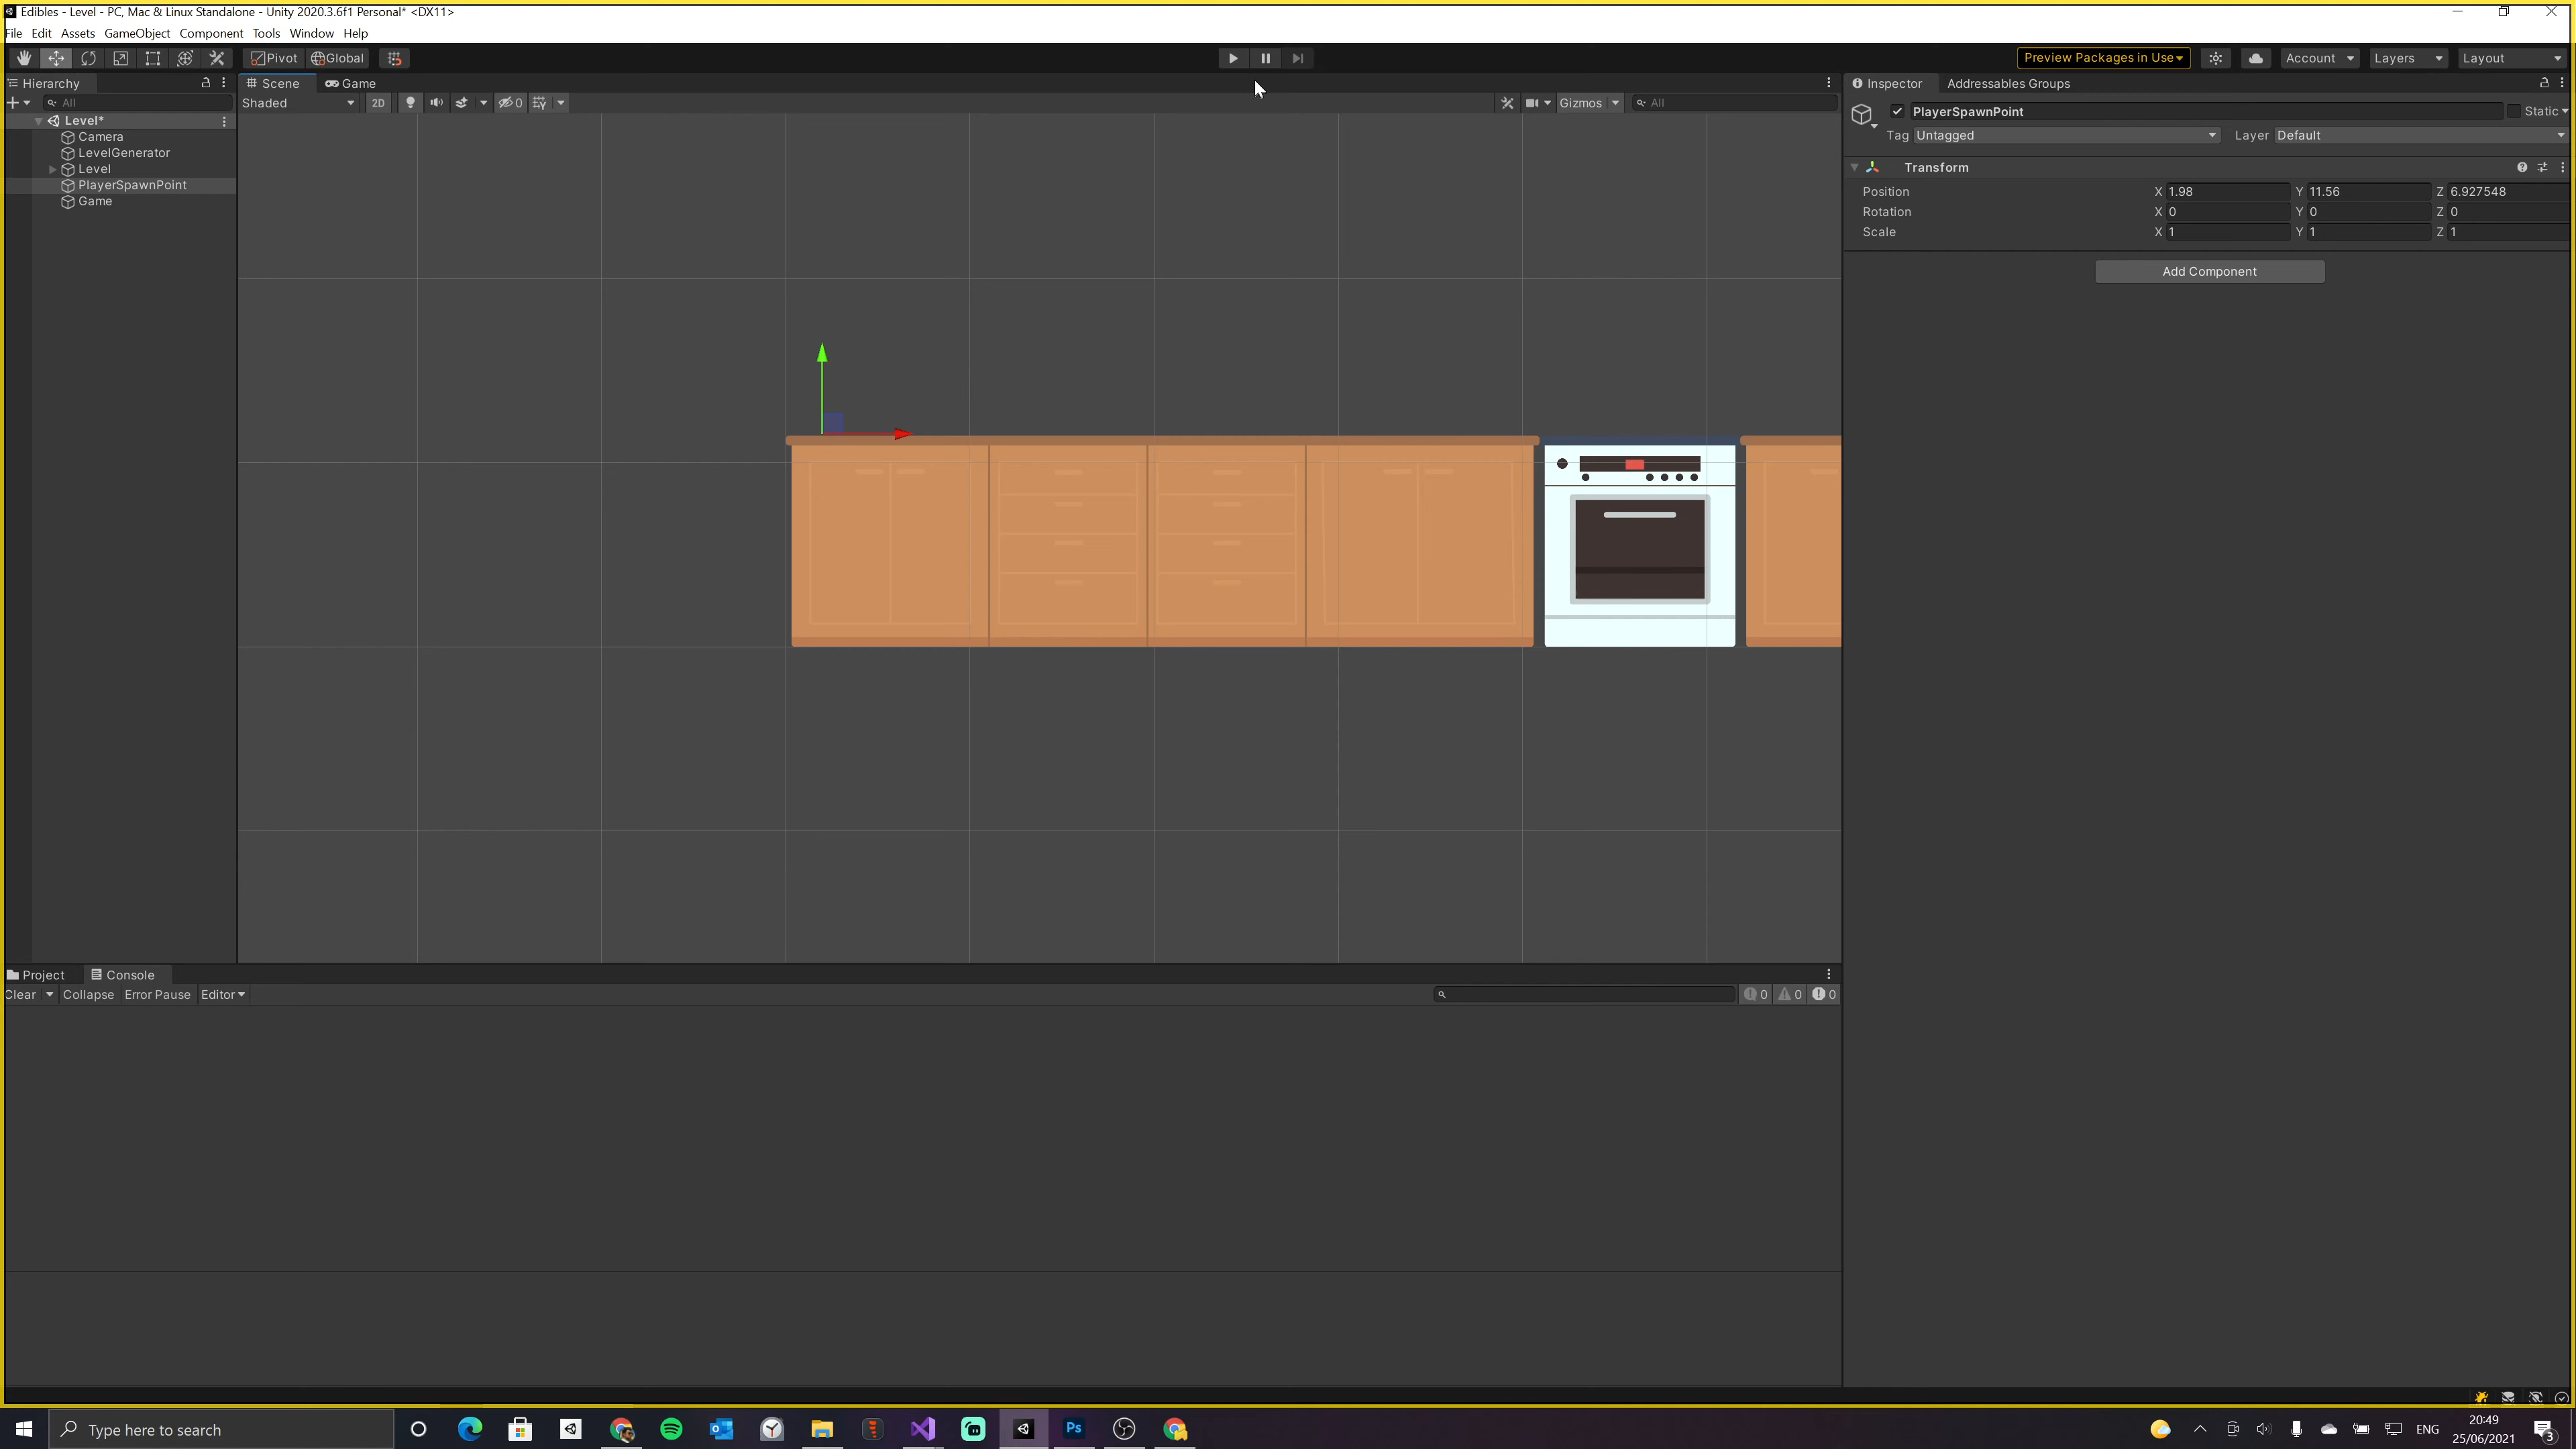 Edibles - Level - PC, Mac & Linux Standalone - Unity 2020.3.6f1 Personal* <DX11>
File Edit Assets GameObject Component Tools Window Help
Pivot Global
Preview Packages in Use Account Layers Layout
Hierarchy
All
Level*
Camera
LevelGenerator
Level
PlayerSpawnPoint
Game
Scene Game
Shaded 2D 0 Gizmos All
Inspector Addressables Groups
PlayerSpawnPoint Static
Tag Untagged Layer Default
Transform
Position X 1.98 Y 11.56 Z 6.927548
Rotation X 0 Y 0 Z 0
Scale X 1 Y 1 Z 1
Add Component
Project Console
Clear Collapse Error Pause Editor 0 0 0
Type here to search
Ps
ENG
20:49
25/06/2021
3